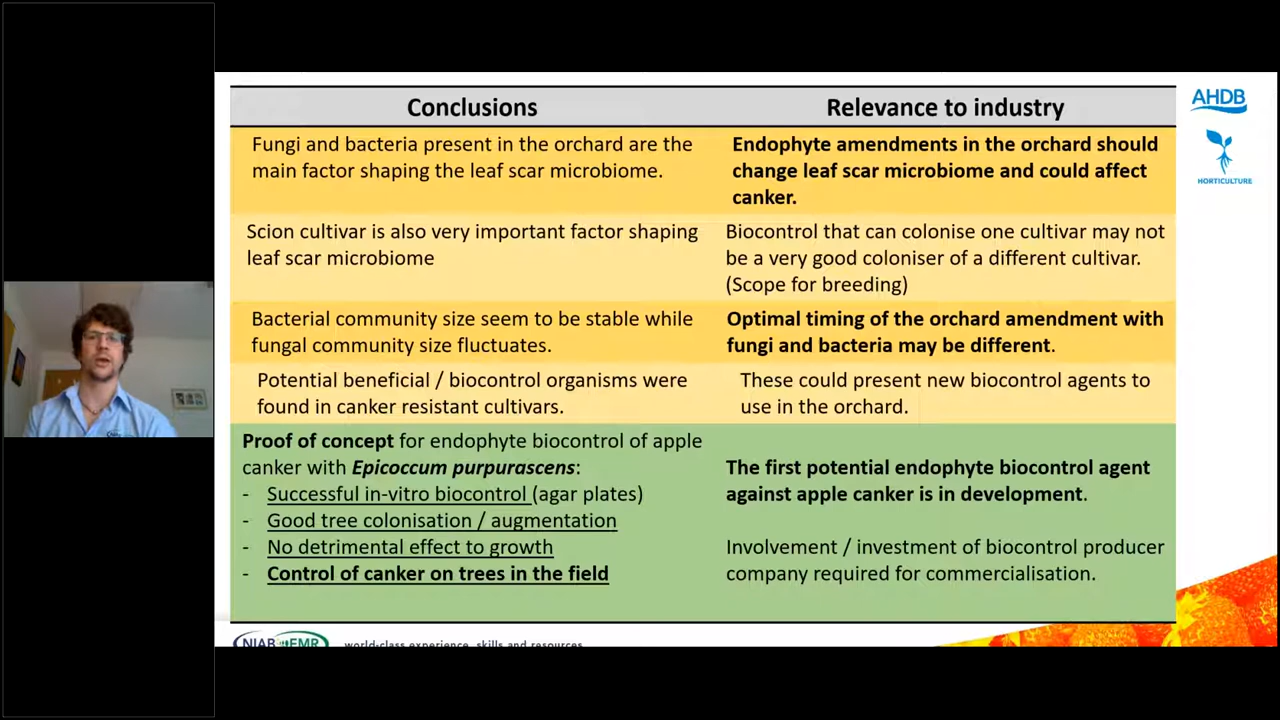 Conclusions
Relevance to industry
Fungi and bacteria present in the orchard are the
main factor shaping the leaf scar microbiome.
Endophyte amendments in the orchard should
change leaf scar microbiome and could affect
canker.
Scion cultivar is also very important factor shaping
leaf scar microbiome
Biocontrol that can colonise one cultivar may not
be a very good coloniser of a different cultivar.
(Scope for breeding)
Bacterial community size seem to be stable while
fungal community size fluctuates.
Optimal timing of the orchard amendment with
fungi and bacteria may be different.
Potential beneficial / biocontrol organisms were
found in canker resistant cultivars.
These could present new biocontrol agents to
use in the orchard.
Proof of concept for endophyte biocontrol of apple
canker with Epicoccum purpurascens:
- Successful in-vitro biocontrol (agar plates)
- Good tree colonisation / augmentation
- No detrimental effect to growth
- Control of canker on trees in the field
The first potential endophyte biocontrol agent
against apple canker is in development.
Involvement / investment of biocontrol producer
company required for commercialisation.
AHDB
HORTICULTURE
NIAB EMR
world-class experience, skills and resources